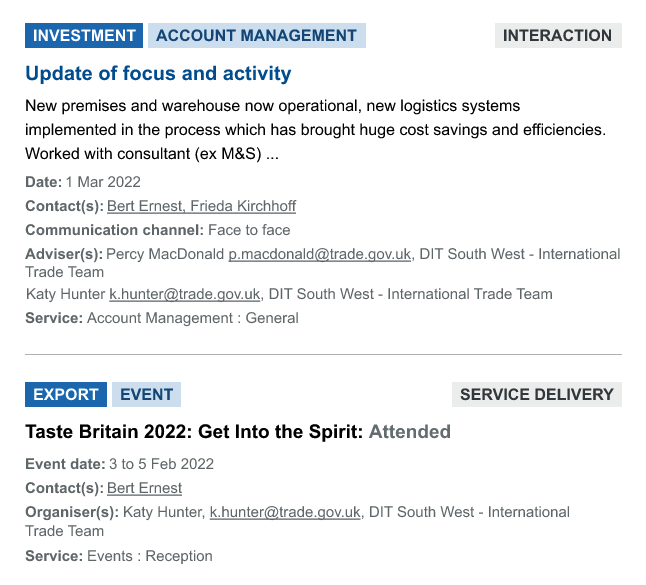 INVESTMENT ACCOUNT MANAGEMENT INTERACTION
Update of focus and activity
New premises and warehouse now operational, new logistics systems
implemented in the process which has brought huge cost savings and efficiencies.
Worked with consultant (ex M&S) ...
Date: 1 Mar 2022
Contact(s): Bert Ernest, Frieda Kirchhoff
Communication channel: Face to face
Adviser(s): Percy MacDonald p.macdonald@trade.gov.uk, DIT South West - International
Trade Team
Katy Hunter k.hunter@trade.gov.uk, DIT South West - International Trade Team
Service: Account Management : General
EXPORT EVENT SERVICE DELIVERY
Taste Britain 2022: Get Into the Spirit: Attended
Event date: 3 to 5 Feb 2022
Contact(s): Bert Ernest
Organiser(s): Katy Hunter, k.hunter@trade.gov.uk, DIT South West - International
Trade Team
Service: Events : Reception